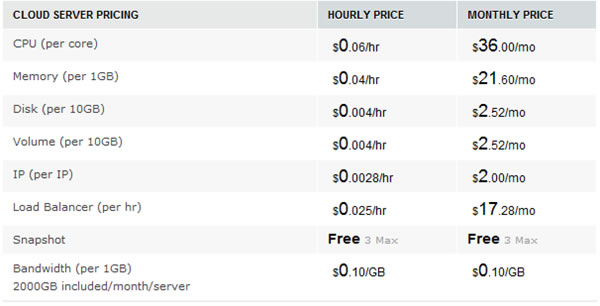 CLOUD SERVER PRICING HOURLY PRICE MONTHLY PRICE
CPU (per core) $0.06/hr $36.00/mo
Memory (per 1GB) $0.04/hr $21.60/mo
Disk (per 10GB) $0.004/hr $2.52/mo
Volume (per 10GB) $0.004/hr $2.52/mo
IP (per IP) $0.0028/hr $2.00/mo
Load Balancer (per hr) $0.025/hr $17.28/mo
Snapshot Free 3 Max Free 3 Max
Bandwidth (per 1GB) $0.10/GB $0.10/GB
2000GB included/month/server